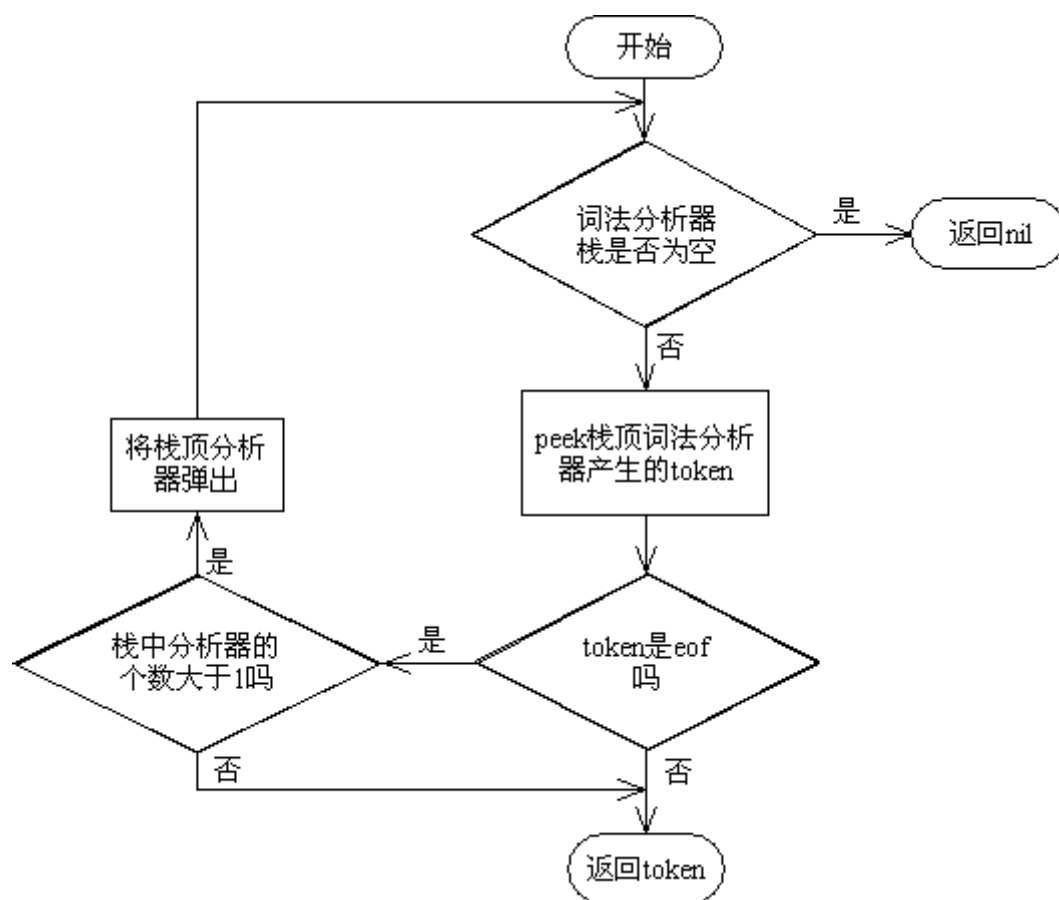 开始
词法分析器
栈是否为空
是
返回nil
否
peek栈顶词法分析
器产生的token
将栈顶分析
器弹出
是
栈中分析器的
个数大于1吗
是
token是eof
吗
否
否
返回token